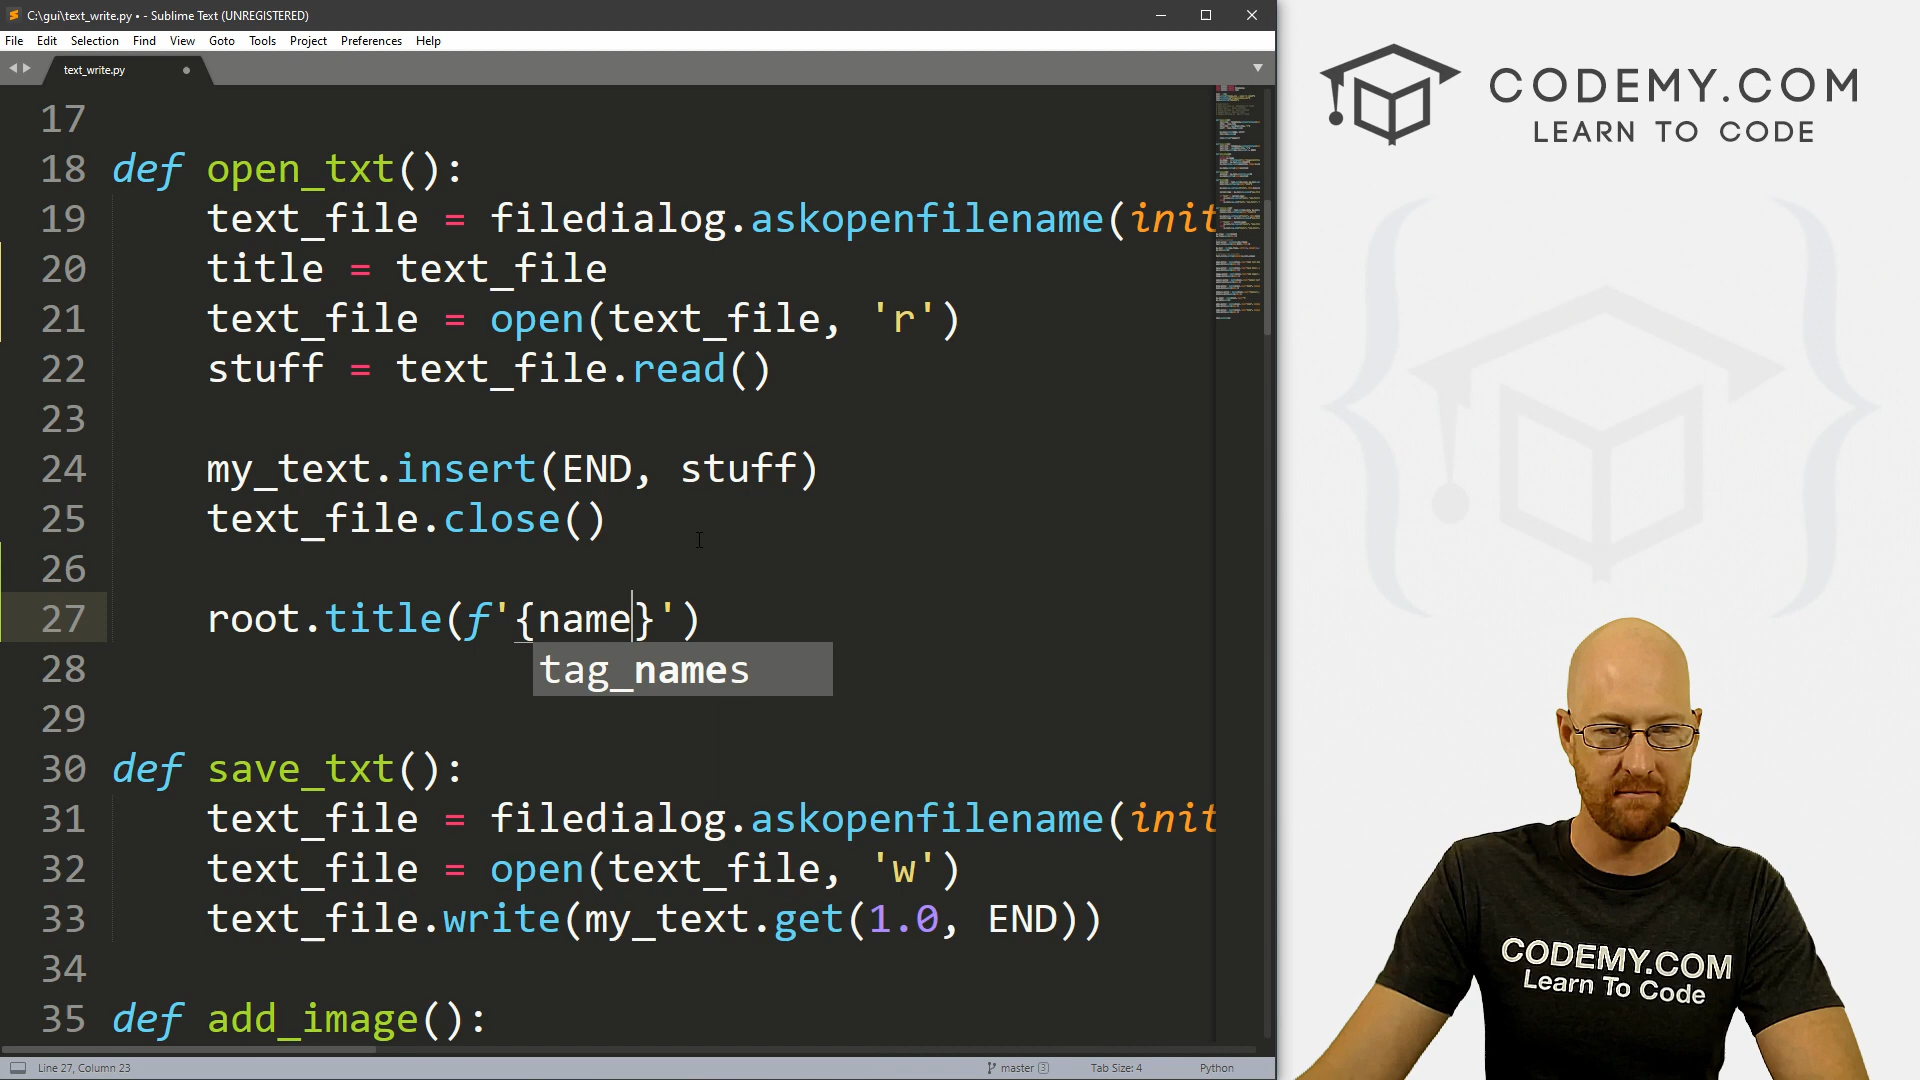 C:\gui\text_write.py • - Sublime Text (UNREGISTERED)
File Edit Selection Find View Goto Tools Project Preferences Help
text_write.py
17
18 def open_txt():
19 text_file = filedialog.askopenfilename(init
20 title = text_file
21 text_file = open(text_file, 'r')
22 stuff = text_file.read()
23
24 my_text.insert(END, stuff)
25 text_file.close()
26
27 root.title(f'{name}')
tag_names
28
29
30 def save_txt():
31 text_file = filedialog.askopenfilename(init
32 text_file = open(text_file, 'w')
33 text_file.write(my_text.get(1.0, END))
34
35 def add_image():
Line 27, Column 23
master 3
Tab Size: 4
Python
CODEMY.COM
LEARN TO CODE
CODEMY.COM
Learn To Code